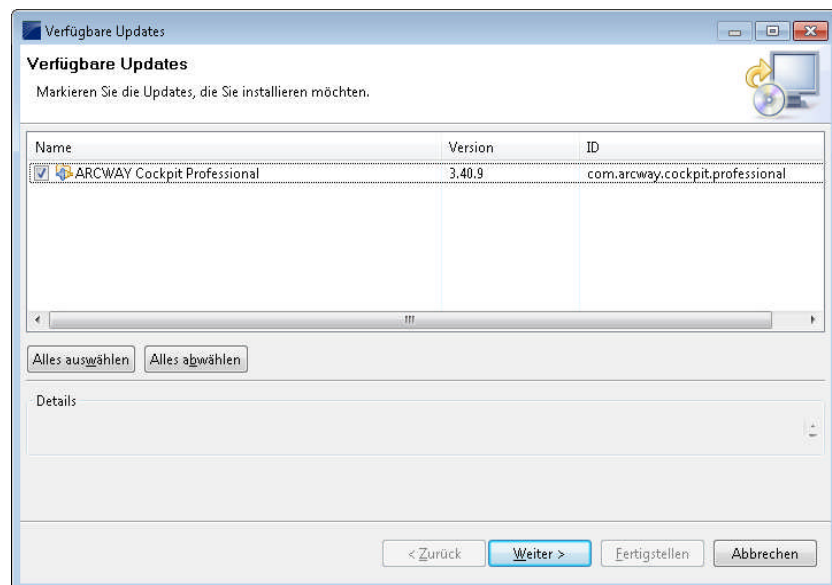 Verfügbare Updates
Verfügbare Updates
Markieren Sie die Updates, die Sie installieren möchten.
Name Version ID
ARCWAY Cockpit Professional 3.40.9 com.arcway.cockpit.professional
Alles auswählen Alles abwählen
Details
< Zurück Weiter > Fertigstellen Abbrechen